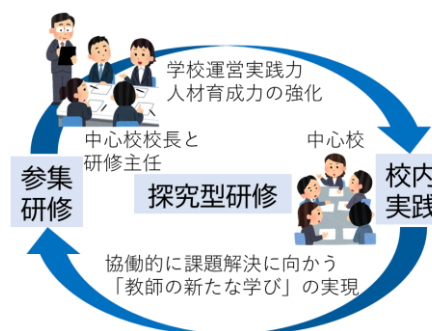 学校運営実践力
人材育成力の強化
中心校校長と
研修主任
中心校
参集
研修
探究型研修
校内
実践
協働的に課題解決に向かう
「教師の新たな学び」の実現